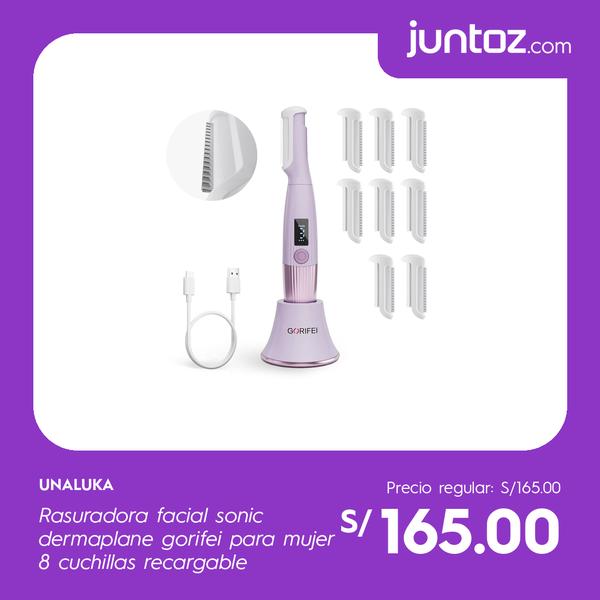 juntoz.com
GORIFEI
UNALUKA
Rasuradora facial sonic
dermaplane gorifei para mujer
8 cuchillas recargable
Precio regular: S/165.00
S/ 165.00